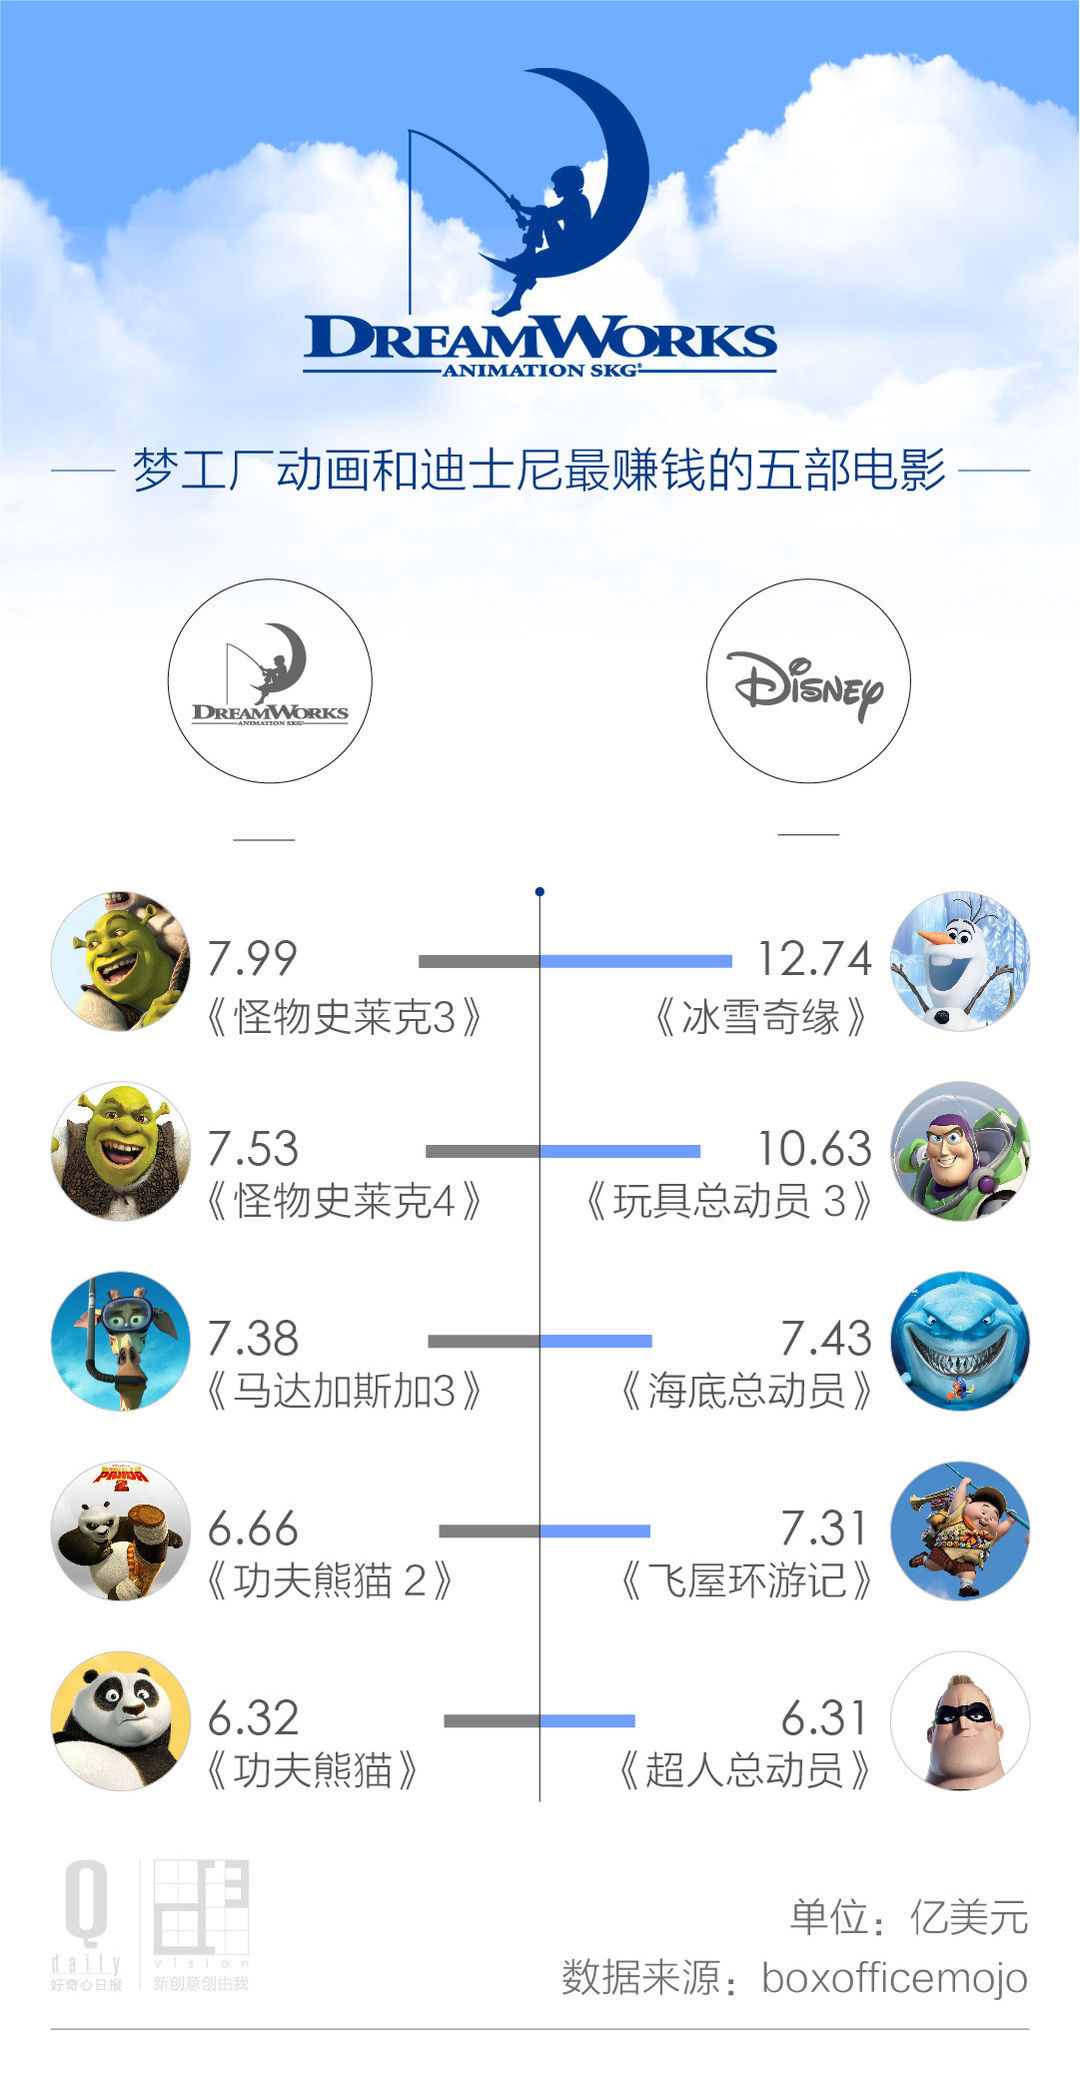 DREAMWORKS
ANIMATION SKG®
梦工厂动画和迪士尼最赚钱的五部电影
DREAMWORKS
ANIMATION SKG
Disney
7.99
《怪物史莱克3》
12.74
《冰雪奇缘》
7.53
《怪物史莱克4》
10.63
《玩具总动员 3》
7.38
《马达加斯加3》
7.43
《海底总动员》
PANDA
2
6.66
《功夫熊猫 2》
7.31
《飞屋环游记》
6.32
《功夫熊猫》
6.31
《超人总动员》
Q
daily
好奇心日报
vision
新创意创由我
单位：亿美元
数据来源：boxofficemojo